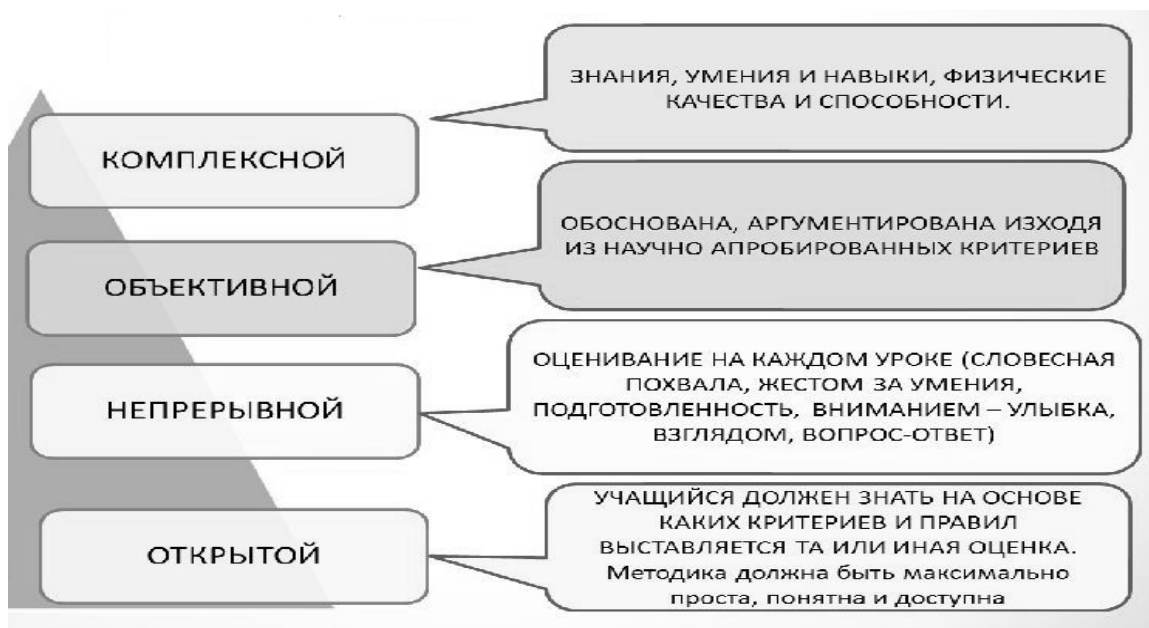 КОМПЛЕКСНОЙ
ЗНАНИЯ, УМЕНИЯ И НАВЫКИ, ФИЗИЧЕСКИЕ
КАЧЕСТВА И СПОСОБНОСТИ.
ОБЪЕКТИВНОЙ
ОБОСНОВАНА, АРГУМЕНТИРОВАНА ИЗХОДЯ
ИЗ НАУЧНО АПРОБИРОВАННЫХ КРИТЕРИЕВ
НЕПРЕРЫВНОЙ
ОЦЕНИВАНИЕ НА КАЖДОМ УРОКЕ (СЛОВЕСНАЯ
ПОХВАЛА, ЖЕСТОМ ЗА УМЕНИЯ,
ПОДГОТОВЛЕННОСТЬ, ВНИМАНИЕМ – УЛЫБКА,
ВЗГЛЯДОМ, ВОПРОС-ОТВЕТ)
ОТКРЫТОЙ
УЧАЩИЙСЯ ДОЛЖЕН ЗНАТЬ НА ОСНОВЕ
КАКИХ КРИТЕРИЕВ И ПРАВИЛ
ВЫСТАВЛЯЕТСЯ ТА ИЛИ ИНАЯ ОЦЕНКА.
Методика должна быть максимально
проста, понятна и доступна